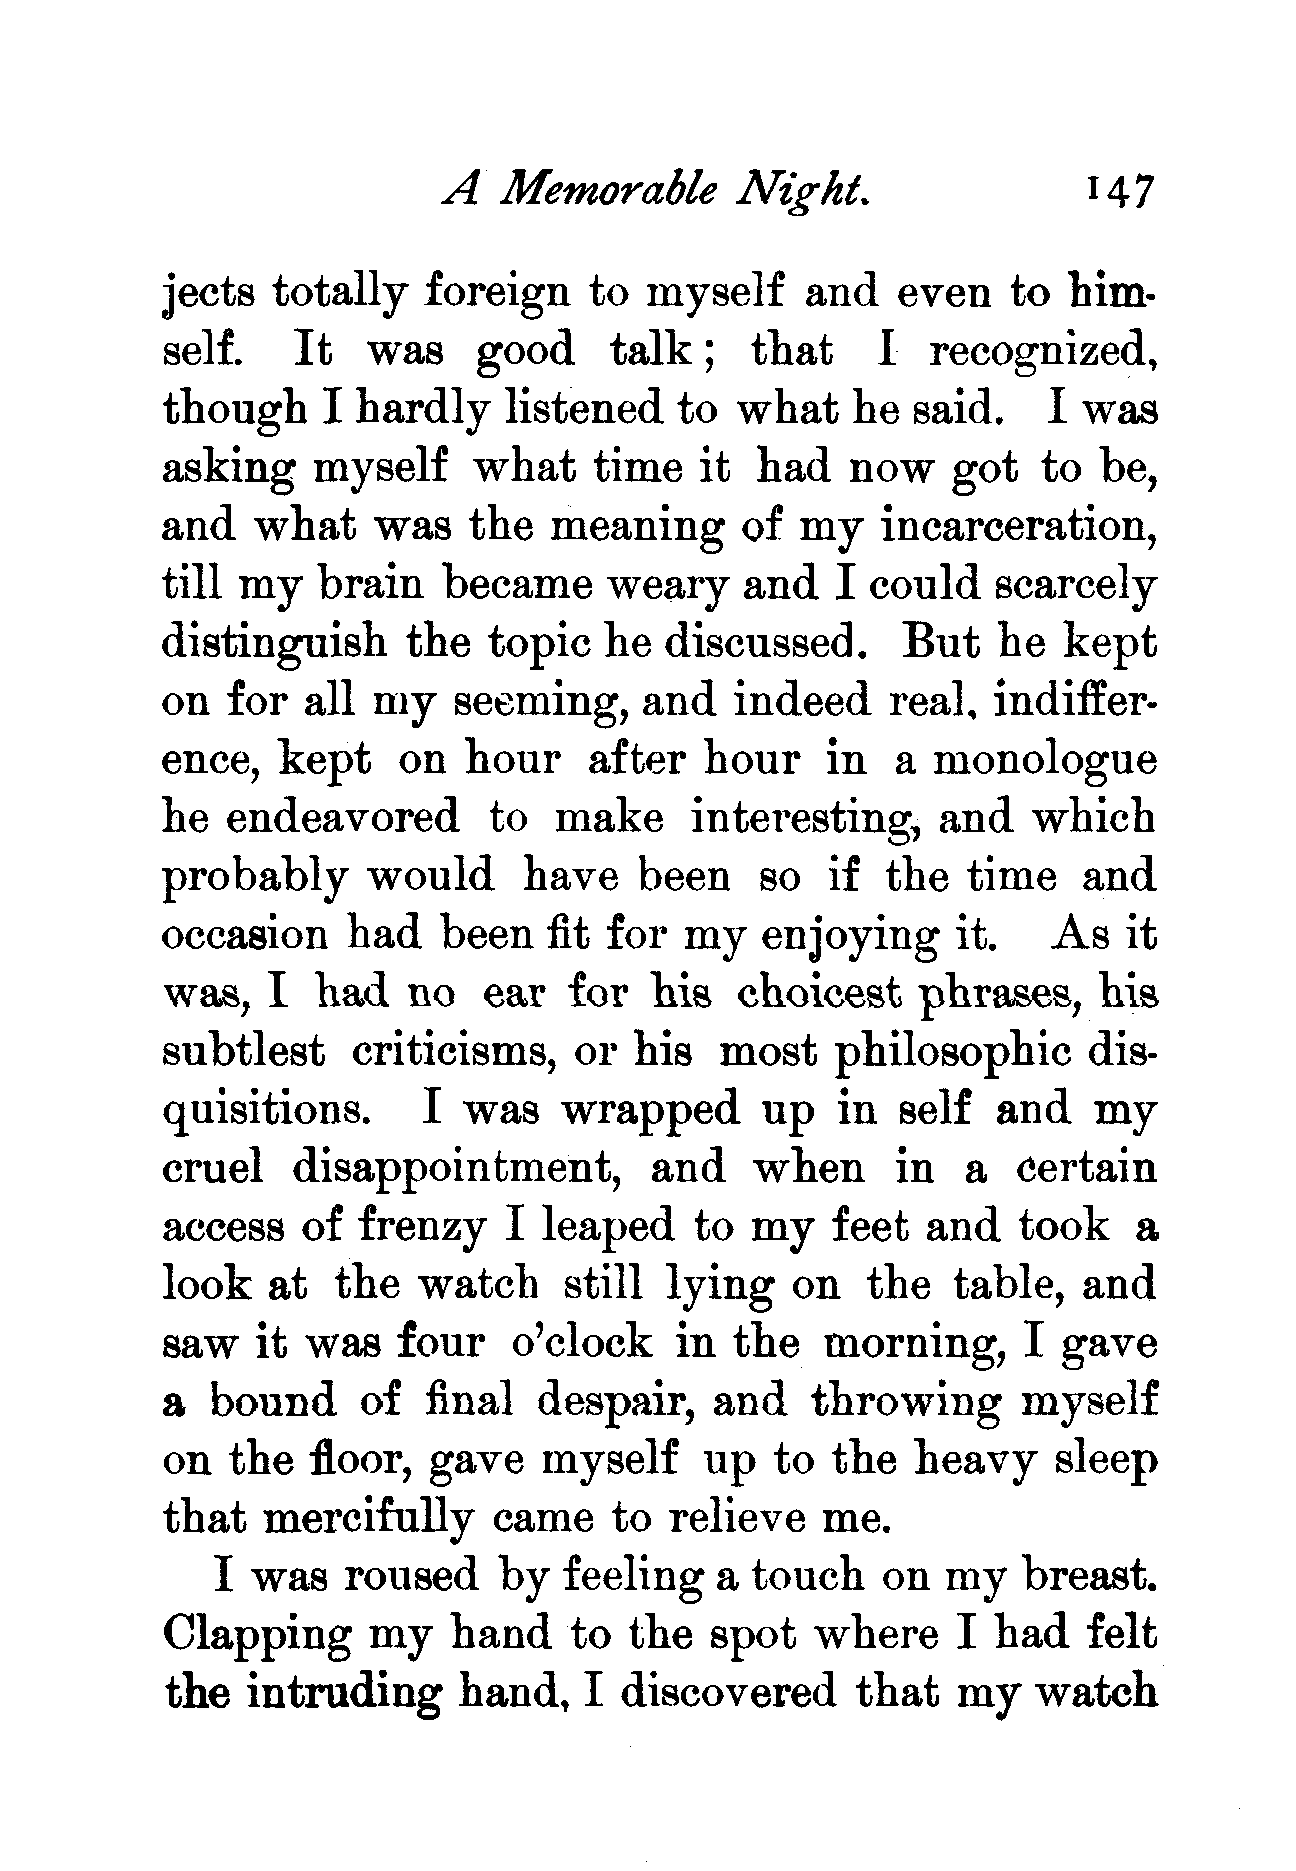 A Memorable Night. 147
jects totally foreign to myself and even to him-
self. It was good talk; that I recognized,
though I hardly listened to what he said. I was
asking myself what time it had now got to be,
and what was the meaning of my incarceration,
till my brain became weary and I could scarcely
distinguish the topic he discussed. But he kept
on for all my seeming, and indeed real, indiffer-
ence, kept on hour after hour in a monologue
he endeavored to make interesting, and which
probably would have been so if the time and
occasion had been fit for my enjoying it. As it
was, I had no ear for his choicest phrases, his
subtlest criticisms, or his most philosophic dis-
quisitions. I was wrapped up in self and my
cruel disappointment, and when in a certain
access of frenzy I leaped to my feet and took a
look at the watch still lying on the table, and
saw it was four o'clock in the morning, I gave
a bound of final despair, and throwing myself
on the floor, gave myself up to the heavy sleep
that mercifully came to relieve me.
I was roused by feeling a touch on my breast.
Clapping my hand to the spot where I had felt
the intruding hand, I discovered that my watch